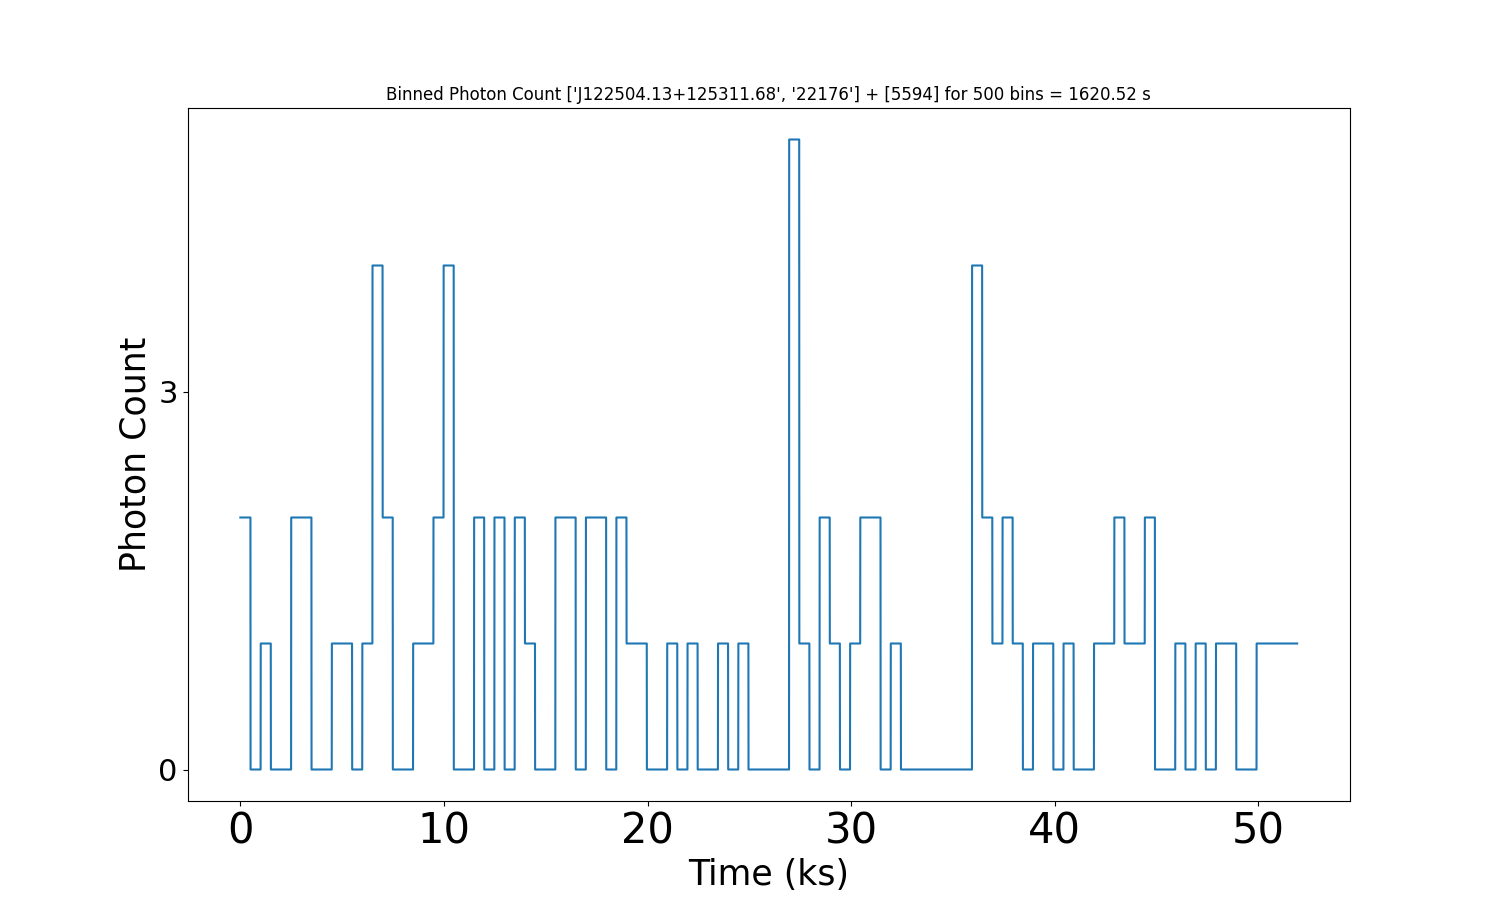 Binned Photon Count ['J122504.13+125311.68', '22176'] + [5594] for 500 bins = 1620.52 s
Photon Count
3
0
0 10 20 30 40 50
Time (ks)